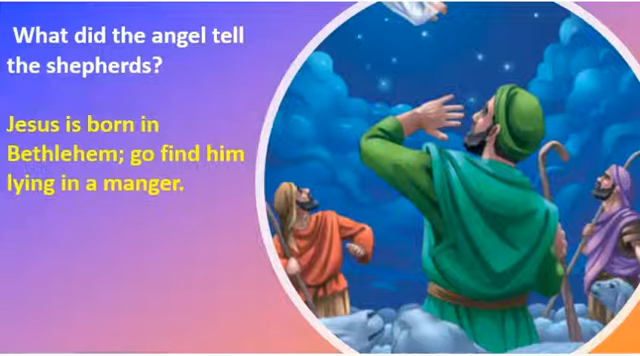 What did the angel tell
the shepherds?
Jesus is born in
Bethlehem; go find him
lying in a manger.